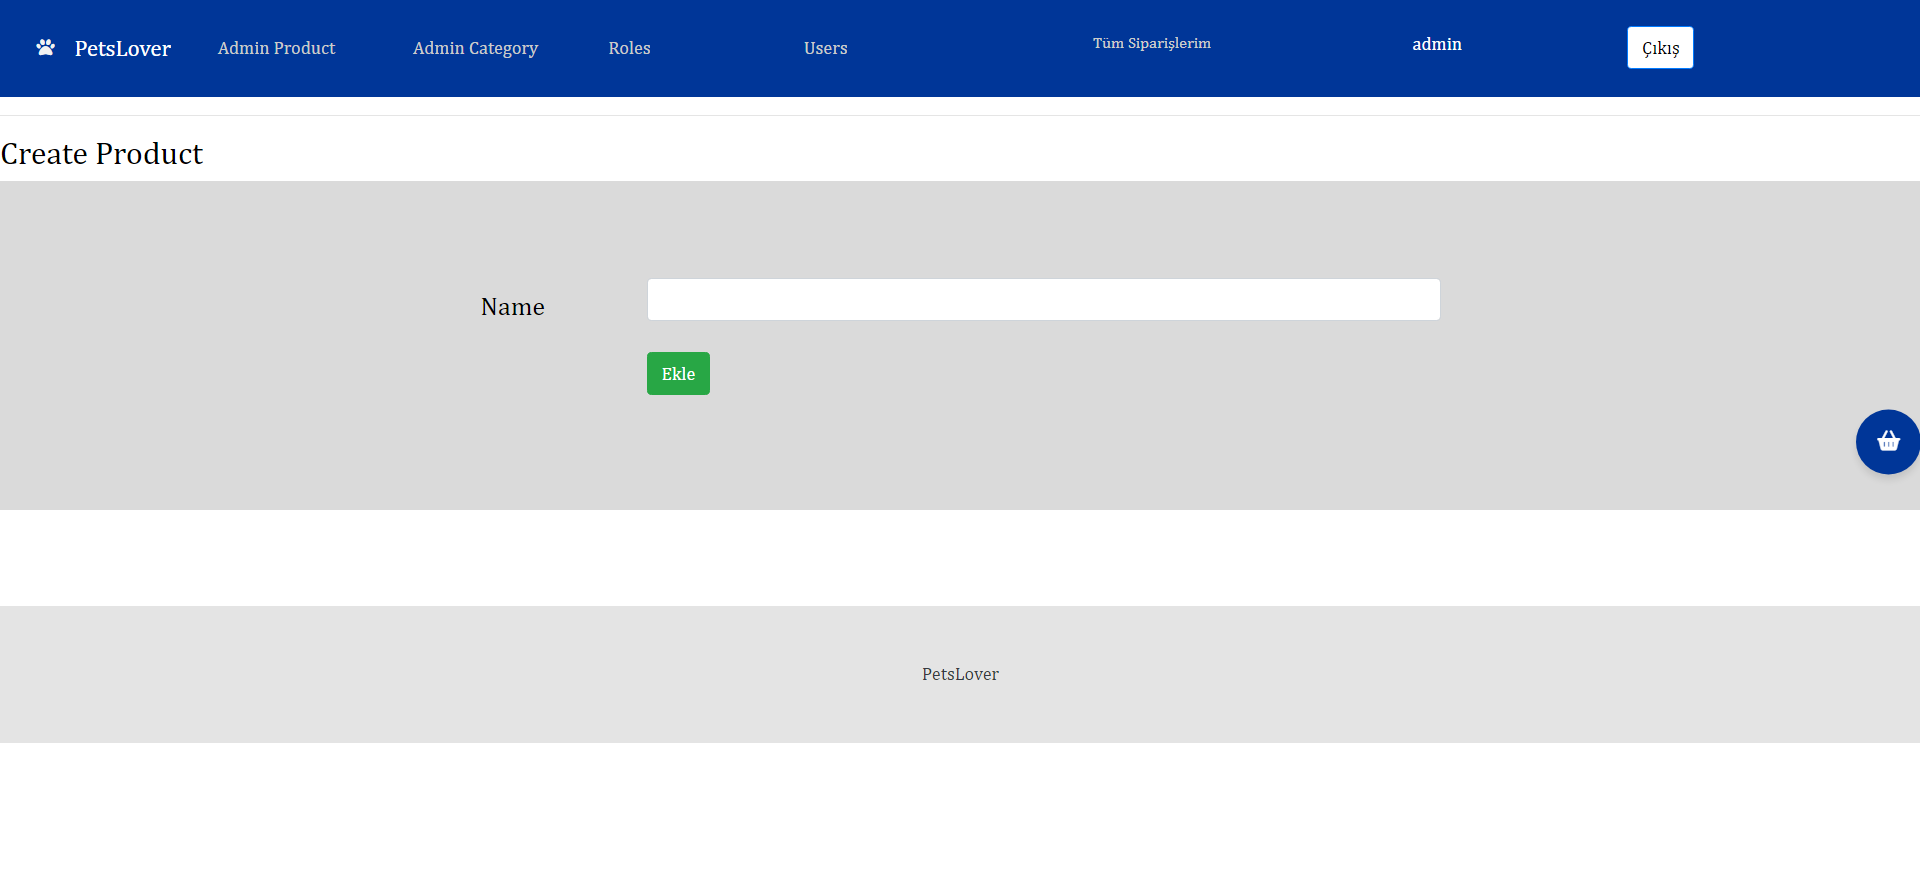 PetsLover Admin Product Admin Category Roles Users Tüm Siparişlerim admin Çıkış
Create Product
Name
Ekle
PetsLover